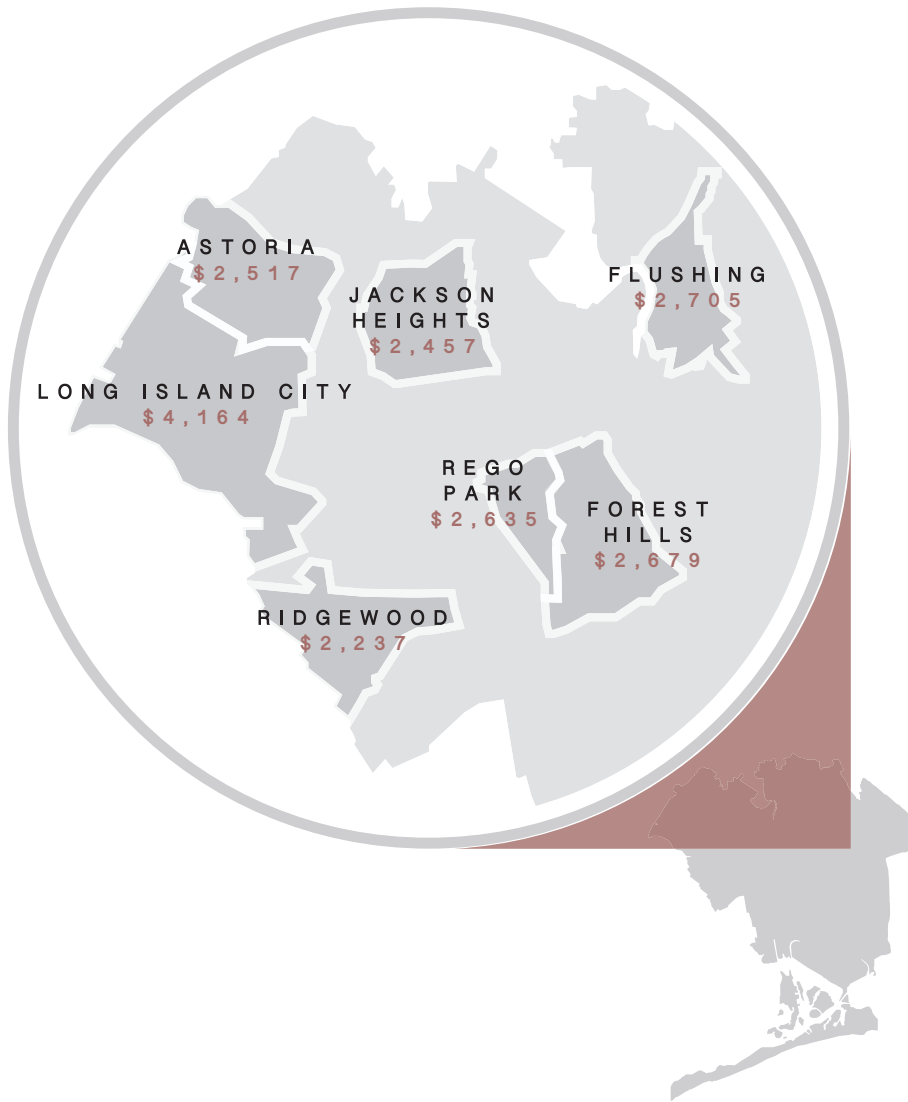 ASTORIA
$2,517
JACKSON
HEIGHTS
$2,457
FLUSHING
$2,705
LONG ISLAND CITY
$4,164
REGO
PARK
$2,635
FOREST
HILLS
$2,679
RIDGEWOOD
$2,237